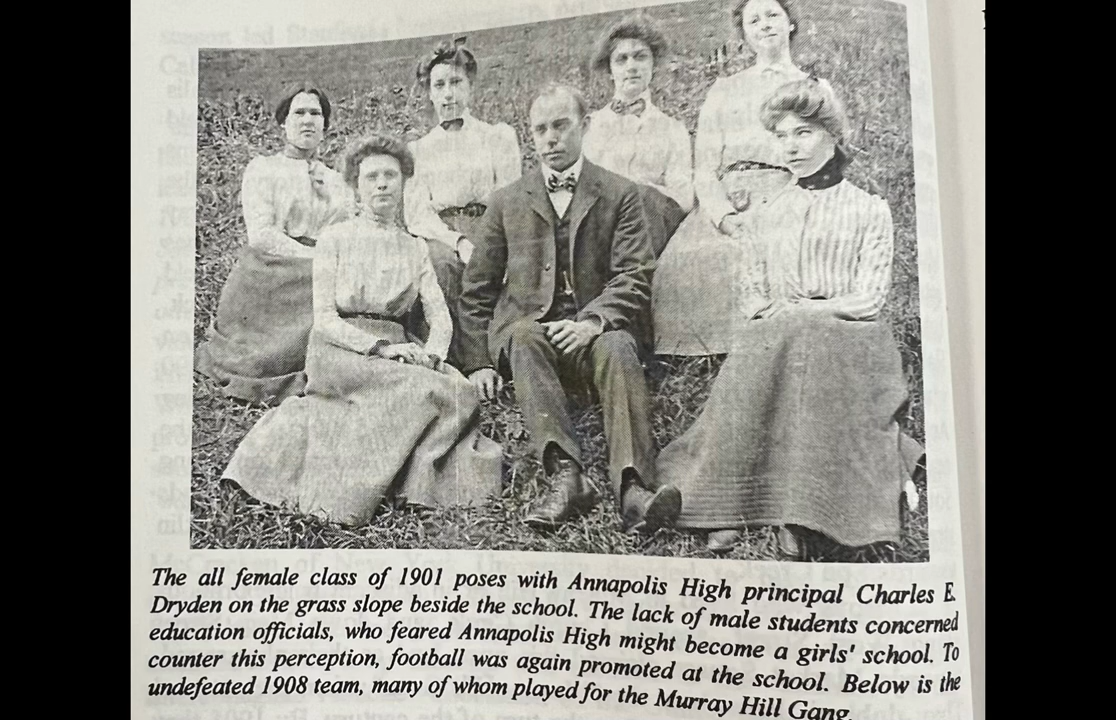 The all female class of 1901 poses with Annapolis High principal Charles E.
Dryden on the grass slope beside the school. The lack of male students concerned
education officials, who feared Annapolis High might become a girls' school. To
counter this perception, football was again promoted at the school. Below is the
undefeated 1908 team, many of whom played for the Murray Hill Gang.